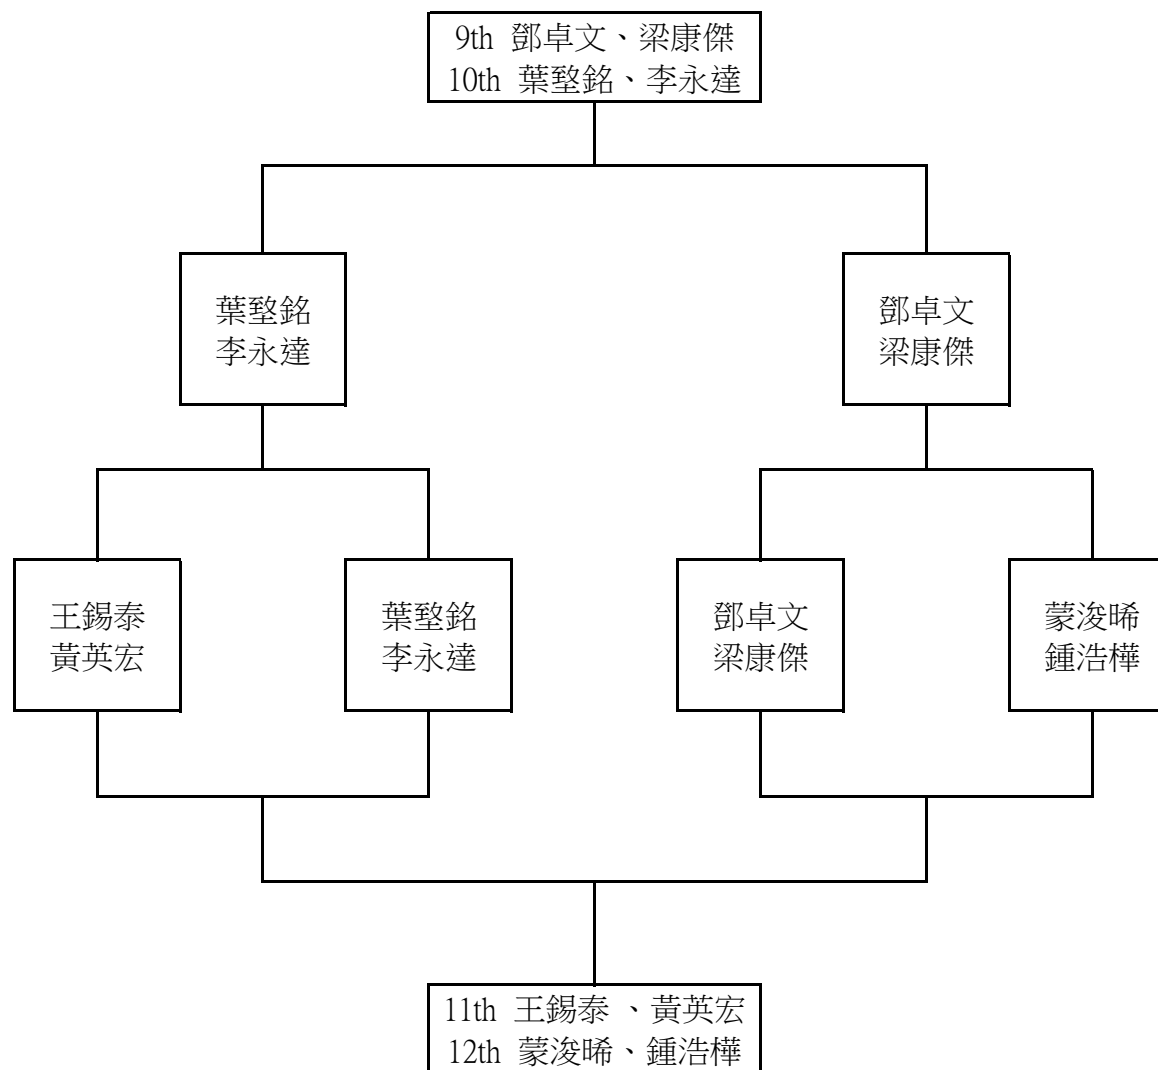 9th 鄧卓文、梁康傑
10th 葉堅銘、李永達
葉堅銘
李永達
鄧卓文
梁康傑
王錫泰
黃英宏
葉堅銘
李永達
鄧卓文
梁康傑
蒙浚晞
鍾浩樺
11th 王錫泰 、黃英宏
12th 蒙浚晞、鍾浩樺